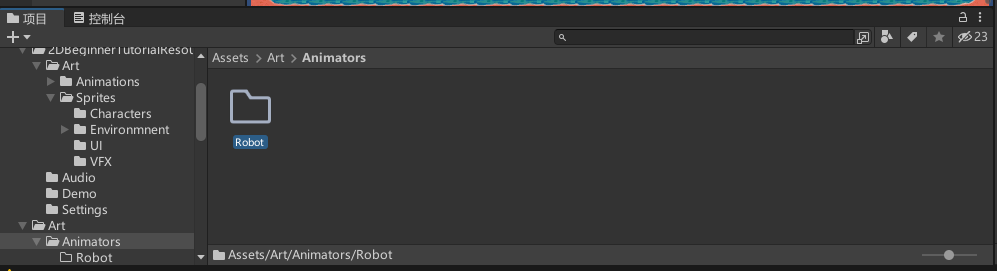 项目 控制台
23
2DBeginnerTutorialResou
Art
Animations
Sprites
Characters
Environmnent
UI
VFX
Audio
Demo
Settings
Art
Animators
Robot
Assets > Art > Animators
Robot
Assets/Art/Animators/Robot